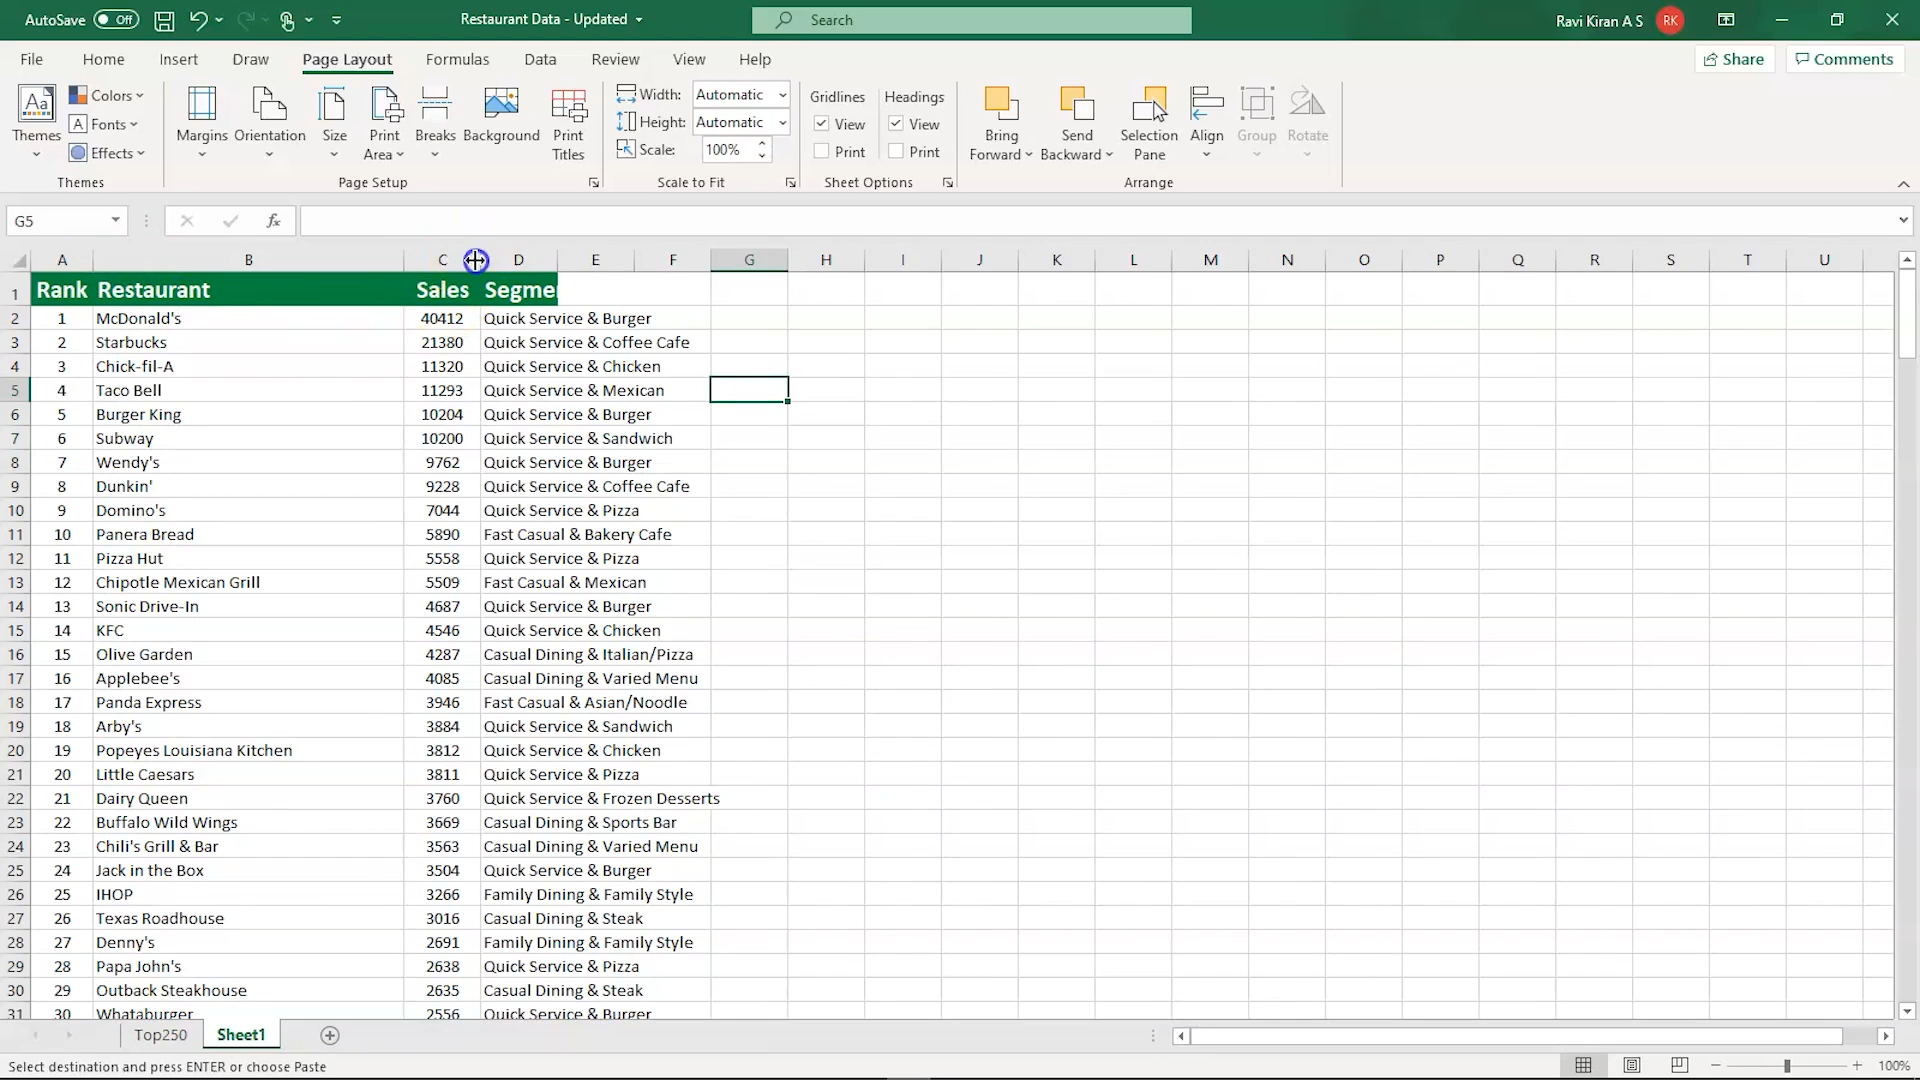 AutoSave Off Restaurant Data - Updated Search Ravi Kiran A S RK
File Home Insert Draw Page Layout Formulas Data Review View Help Share Comments
Aa Themes Colors Fonts Effects
Margins Orientation Size Print Area Breaks Background Print Titles
Width: Automatic
Height: Automatic
Scale: 100%
Gridlines Headings
View View
Print Print
Bring Forward Send Backward Selection Pane Align Group Rotate
Themes Page Setup Scale to Fit Sheet Options Arrange
G5 fx
A B C D E F G H I J K L M N O P Q R S T U
1 Rank Restaurant Sales Segme
2 1 McDonald's 40412 Quick Service & Burger
3 2 Starbucks 21380 Quick Service & Coffee Cafe
4 3 Chick-fil-A 11320 Quick Service & Chicken
5 4 Taco Bell 11293 Quick Service & Mexican
6 5 Burger King 10204 Quick Service & Burger
7 6 Subway 10200 Quick Service & Sandwich
8 7 Wendy's 9762 Quick Service & Burger
9 8 Dunkin' 9228 Quick Service & Coffee Cafe
10 9 Domino's 7044 Quick Service & Pizza
11 10 Panera Bread 5890 Fast Casual & Bakery Cafe
12 11 Pizza Hut 5558 Quick Service & Pizza
13 12 Chipotle Mexican Grill 5509 Fast Casual & Mexican
14 13 Sonic Drive-In 4687 Quick Service & Burger
15 14 KFC 4546 Quick Service & Chicken
16 15 Olive Garden 4287 Casual Dining & Italian/Pizza
17 16 Applebee's 4085 Casual Dining & Varied Menu
18 17 Panda Express 3946 Fast Casual & Asian/Noodle
19 18 Arby's 3884 Quick Service & Sandwich
20 19 Popeyes Louisiana Kitchen 3812 Quick Service & Chicken
21 20 Little Caesars 3811 Quick Service & Pizza
22 21 Dairy Queen 3760 Quick Service & Frozen Desserts
23 22 Buffalo Wild Wings 3669 Casual Dining & Sports Bar
24 23 Chili's Grill & Bar 3563 Casual Dining & Varied Menu
25 24 Jack in the Box 3504 Quick Service & Burger
26 25 IHOP 3266 Family Dining & Family Style
27 26 Texas Roadhouse 3016 Casual Dining & Steak
28 27 Denny's 2691 Family Dining & Family Style
29 28 Papa John's 2638 Quick Service & Pizza
30 29 Outback Steakhouse 2635 Casual Dining & Steak
31 30 Whataburger 2556 Quick Service & Burger
Top250 Sheet1
Select destination and press ENTER or choose Paste 100%